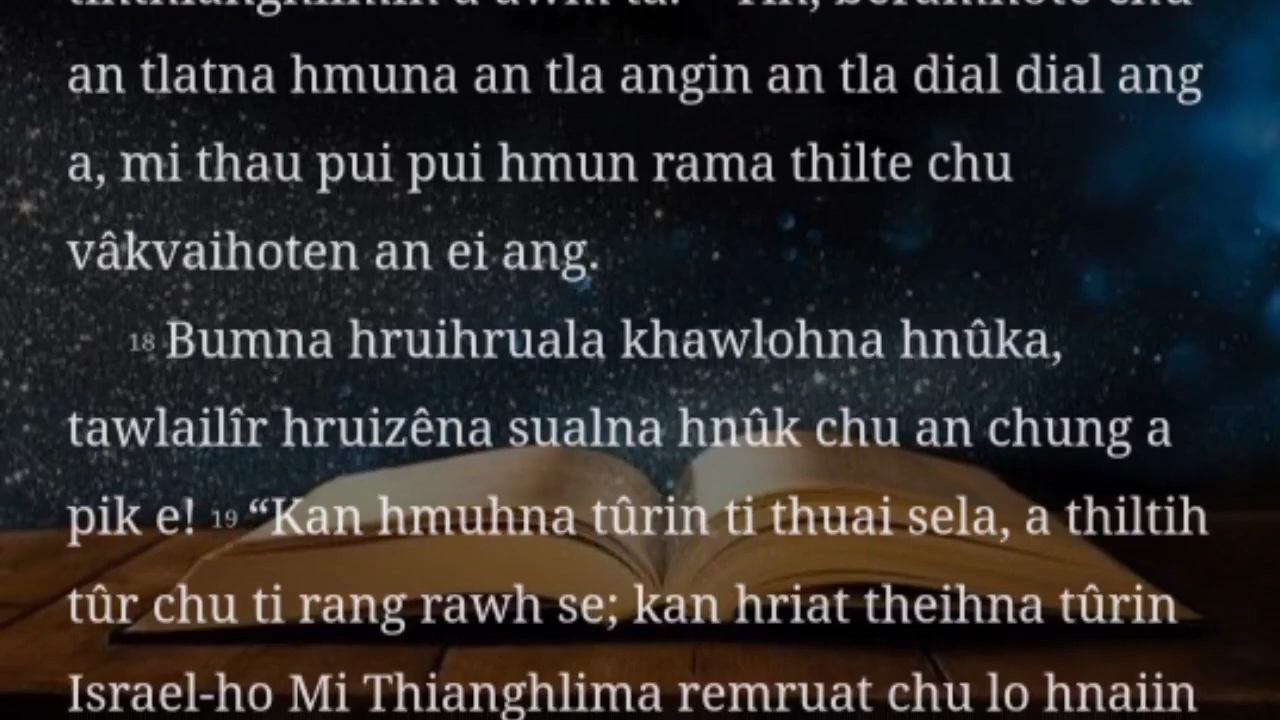 an tlatna hmuna an tla angin an tla dial dial ang
a, mi thau pui pui hmun rama thilte chu
vâkvaihoten an ei ang.
18 Bumna hruihruala khawlohna hnûka,
tawlailîr hruizêna sualna hnûk chu an chung a
pik e! 19 “Kan hmuhna tûrin ti thuai sela, a thiltih
tûr chu ti rang rawh se; kan hriat theihna tûrin
Israel-ho Mi Thianghlima remruat chu lo hnaiin